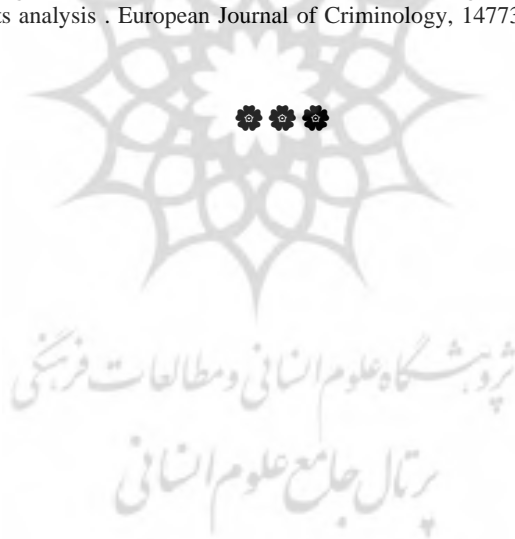 ts analysis . European Journal of Criminology, 14773
پژوهشگاه علوم انسانی و مطالعات فرهنگی
پرتال جامع علوم انسانی